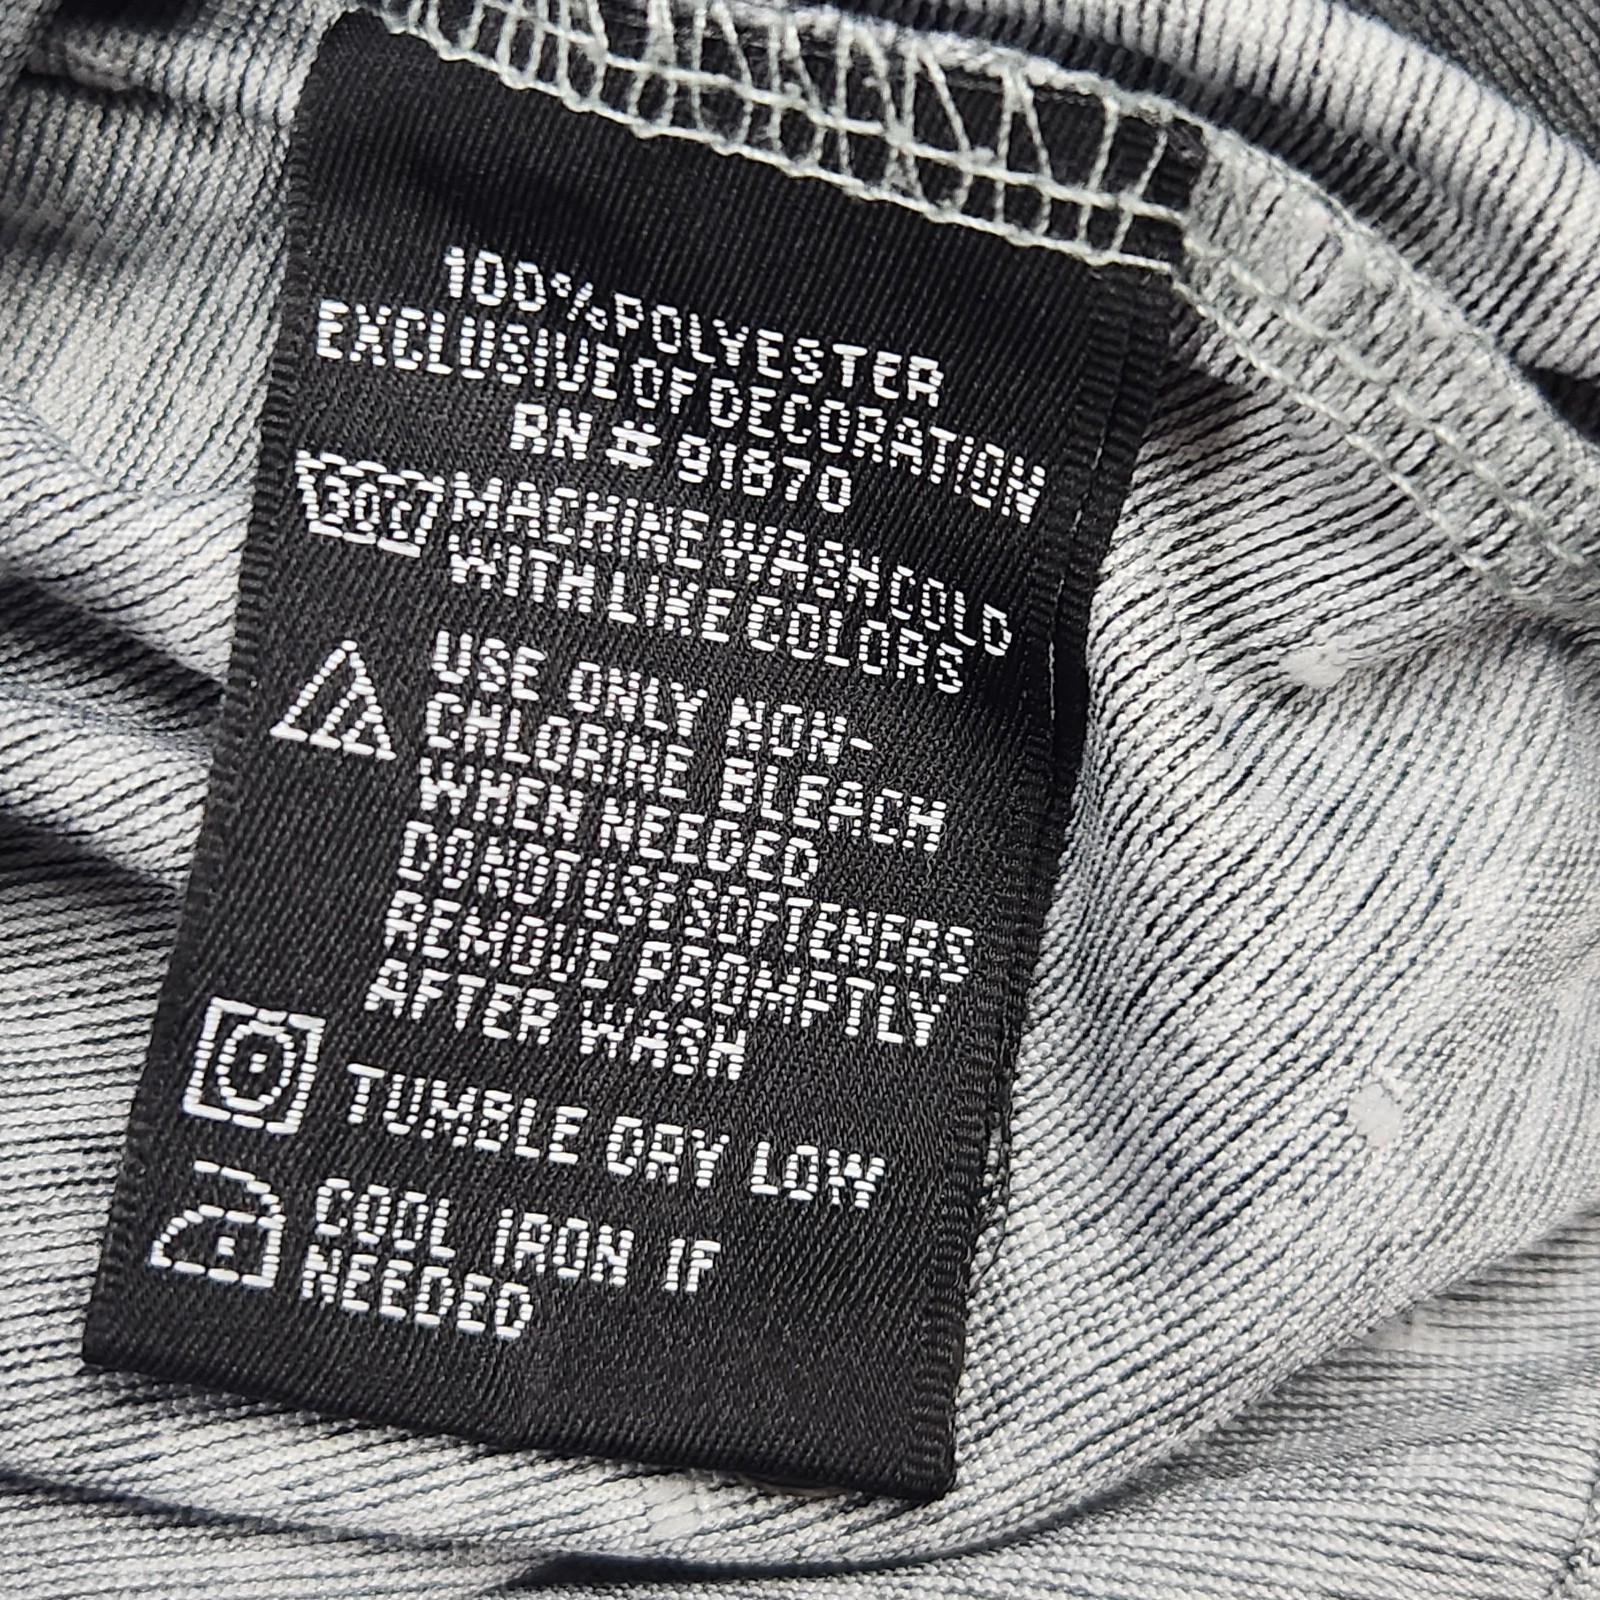 100%POLYESTER
EXCLUSIVE OF DECORATION
RN # 91870
30℃ MACHINE WASH COLD
WITH LIKE COLORS
USE ONLY NON-
CHLORINE BLEACH
WHEN NEEDED
DO NOT USE SOFTENERS
REMOVE PROMPTLY
AFTER WASH
TUMBLE DRY LOW
COOL IRON IF
NEEDED